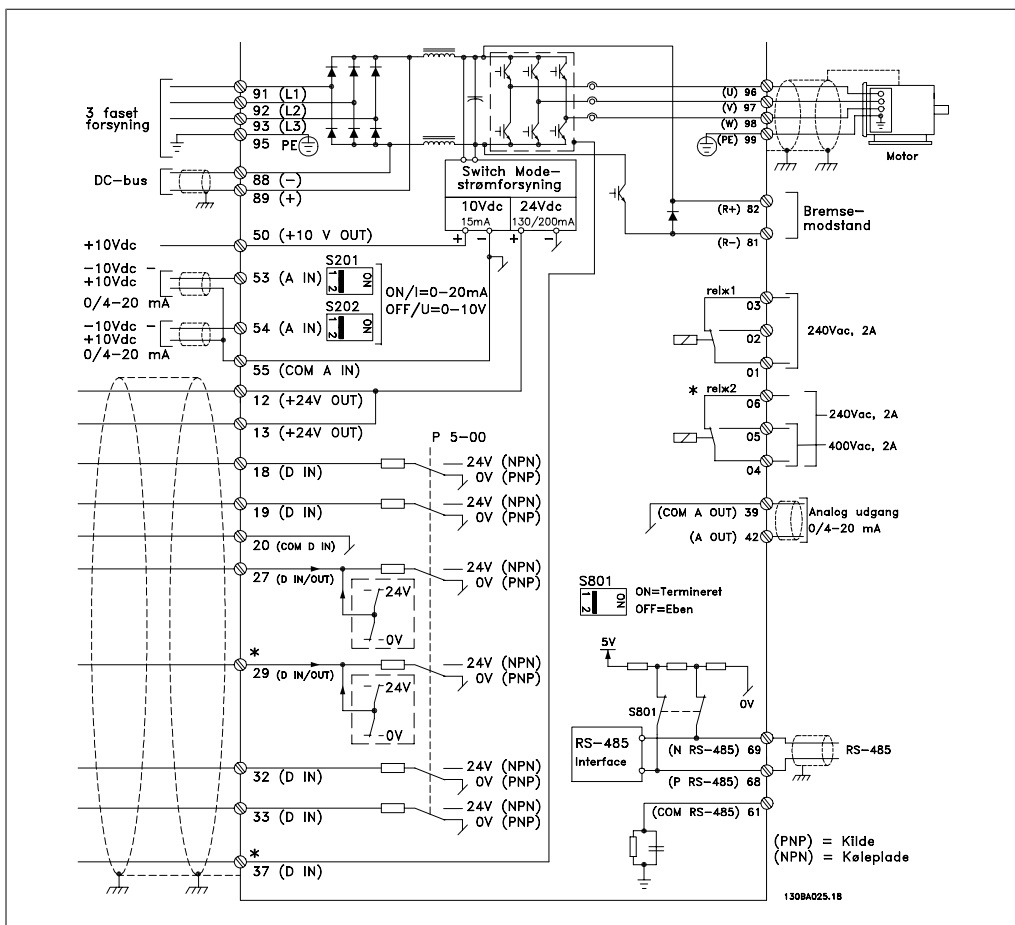 3 faset
forsyning
91 (L1)
92 (L2)
93 (L3)
95 PE
DC-bus
88 (-)
89 (+)
+10Vdc
50 (+10 V OUT)
-10Vdc -
+10Vdc
0/4-20 mA
53 (A IN)
S201
1 2
ON
ON/I=0-20mA
OFF/U=0-10V
-10Vdc -
+10Vdc
0/4-20 mA
54 (A IN)
S202
1 2
ON
55 (COM A IN)
12 (+24V OUT)
13 (+24V OUT)
P 5-00
18 (D IN)
24V (NPN)
0V (PNP)
19 (D IN)
24V (NPN)
0V (PNP)
20 (COM D IN)
27 (D IN/OUT)
24V (NPN)
0V (PNP)
24V
0V
*
29 (D IN/OUT)
24V (NPN)
0V (PNP)
24V
0V
32 (D IN)
24V (NPN)
0V (PNP)
33 (D IN)
24V (NPN)
0V (PNP)
*
37 (D IN)
Switch Mode-
strømforsyning
10Vdc
15mA
24Vdc
130/200mA
+ - + -
(U) 96
(V) 97
(W) 98
(PE) 99
Motor
(R+) 82
(R-) 81
Bremse-
modstand
relæ1
03
02
01
240Vac, 2A
* relæ2
06
05
04
240Vac, 2A
400Vac, 2A
(COM A OUT) 39
(A OUT) 42
Analog udgang
0/4-20 mA
S801
1 2
ON
ON=Termineret
OFF=Eben
5V
0V
S801
RS-485
Interface
(N RS-485) 69
(P RS-485) 68
(COM RS-485) 61
RS-485
(PNP) = Kilde
(NPN) = Køleplade
130BA025.18